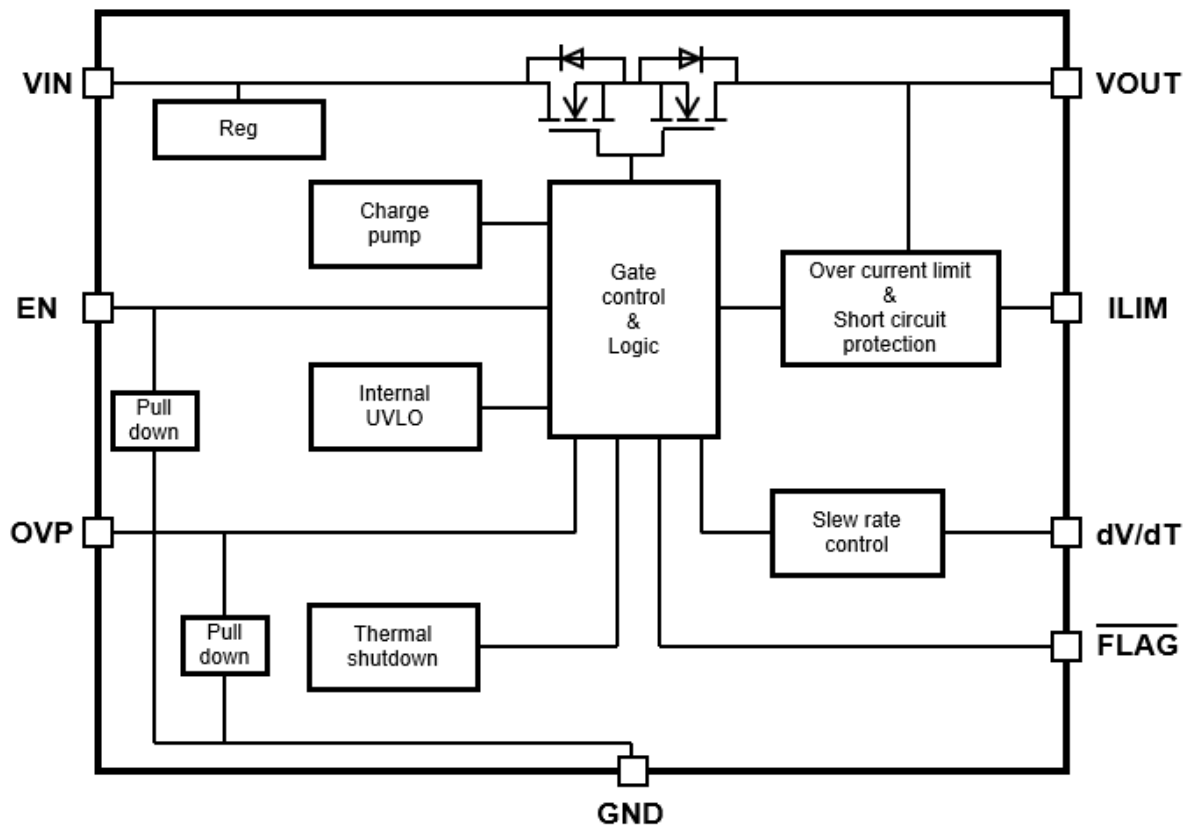 VIN
VOUT
Reg
Charge
pump
Gate
control
&
Logic
Over current limit
&
Short circuit
protection
EN
ILIM
Internal
UVLO
Pull
down
OVP
Slew rate
control
dV/dT
Pull
down
Thermal
shutdown
FLAG
GND